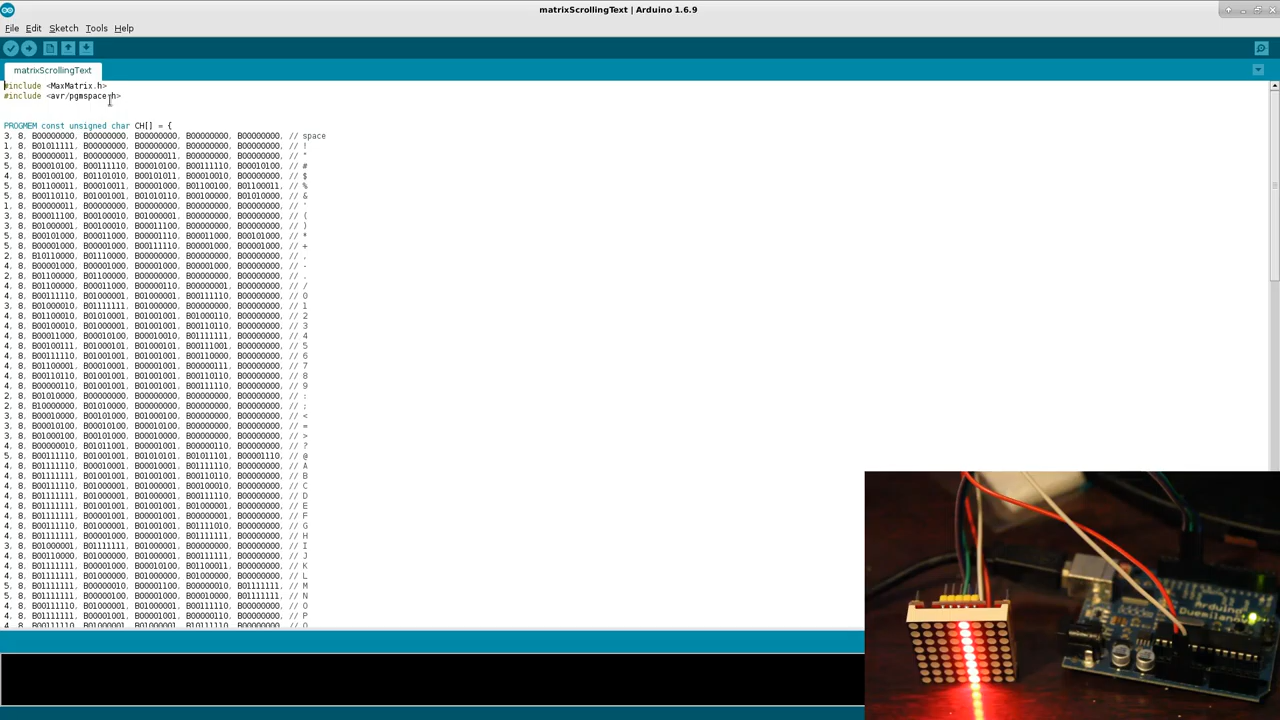 matrixScrollingText | Arduino 1.6.9
File Edit Sketch Tools Help
matrixScrollingText
#include <MaxMatrix.h>
#include <avr/pgmspace.h>
PROGMEM const unsigned char CH[] = {
3, 8, B00000000, B00000000, B00000000, B00000000, B00000000, // space
1, 8, B01011111, B00000000, B00000000, B00000000, B00000000, // !
3, 8, B00000011, B00000000, B00000011, B00000000, B00000000, // "
5, 8, B00010100, B00111110, B00010100, B00111110, B00010100, // #
4, 8, B00100100, B01101010, B00101011, B00010010, B00000000, // $
5, 8, B01100011, B00010011, B00001000, B01100100, B01100011, // %
5, 8, B00110110, B01001001, B01010110, B00100000, B01010000, // &
1, 8, B00000011, B00000000, B00000000, B00000000, B00000000, // '
3, 8, B00011100, B00100010, B01000001, B00000000, B00000000, // (
3, 8, B01000001, B00100010, B00011100, B00000000, B00000000, // )
5, 8, B00101000, B00011000, B00001110, B00011000, B00101000, // *
5, 8, B00001000, B00001000, B00111110, B00001000, B00001000, // +
2, 8, B10110000, B01110000, B00000000, B00000000, B00000000, // ,
4, 8, B00001000, B00001000, B00001000, B00001000, B00000000, // -
2, 8, B01100000, B01100000, B00000000, B00000000, B00000000, // .
4, 8, B01100000, B00011000, B00000110, B00000001, B00000000, // /
4, 8, B00111110, B01000001, B01000001, B00111110, B00000000, // 0
3, 8, B01000010, B01111111, B01000000, B00000000, B00000000, // 1
4, 8, B01100010, B01010001, B01001001, B01000110, B00000000, // 2
4, 8, B00100010, B01000001, B01001001, B00110110, B00000000, // 3
4, 8, B00011000, B00010100, B00010010, B01111111, B00000000, // 4
4, 8, B00100111, B01000101, B01000101, B00111001, B00000000, // 5
4, 8, B00111110, B01001001, B01001001, B00110000, B00000000, // 6
4, 8, B01100001, B00010001, B00001001, B00000111, B00000000, // 7
4, 8, B00110110, B01001001, B01001001, B00110110, B00000000, // 8
4, 8, B00000110, B01001001, B01001001, B00111110, B00000000, // 9
2, 8, B01010000, B00000000, B00000000, B00000000, B00000000, // :
2, 8, B10000000, B01010000, B00000000, B00000000, B00000000, // ;
3, 8, B00010000, B00101000, B01000100, B00000000, B00000000, // <
3, 8, B00010100, B00010100, B00010100, B00000000, B00000000, // =
3, 8, B01000100, B00101000, B00010000, B00000000, B00000000, // >
4, 8, B00000010, B01011001, B00001001, B00000110, B00000000, // ?
5, 8, B00111110, B01001001, B01010101, B01011101, B00001110, // @
4, 8, B01111110, B00010001, B00010001, B01111110, B00000000, // A
4, 8, B01111111, B01001001, B01001001, B00110110, B00000000, // B
4, 8, B00111110, B01000001, B01000001, B00100010, B00000000, // C
4, 8, B01111111, B01000001, B01000001, B00111110, B00000000, // D
4, 8, B01111111, B01001001, B01001001, B01000001, B00000000, // E
4, 8, B01111111, B00001001, B00001001, B00000001, B00000000, // F
4, 8, B00111110, B01000001, B01001001, B01111010, B00000000, // G
4, 8, B01111111, B00001000, B00001000, B01111111, B00000000, // H
3, 8, B01000001, B01111111, B01000001, B00000000, B00000000, // I
4, 8, B00110000, B01000000, B01000001, B00111111, B00000000, // J
4, 8, B01111111, B00001000, B00010100, B01100011, B00000000, // K
4, 8, B01111111, B01000000, B01000000, B01000000, B00000000, // L
5, 8, B01111111, B00000010, B00001100, B00000010, B01111111, // M
5, 8, B01111111, B00000100, B00001000, B00010000, B01111111, // N
4, 8, B00111110, B01000001, B01000001, B00111110, B00000000, // O
4, 8, B01111111, B00001001, B00001001, B00000110, B00000000, // P
4, 8, B00111110, B01000001, B01000001, B10111110, B00000000, // Q
Arduino
Duemilanove